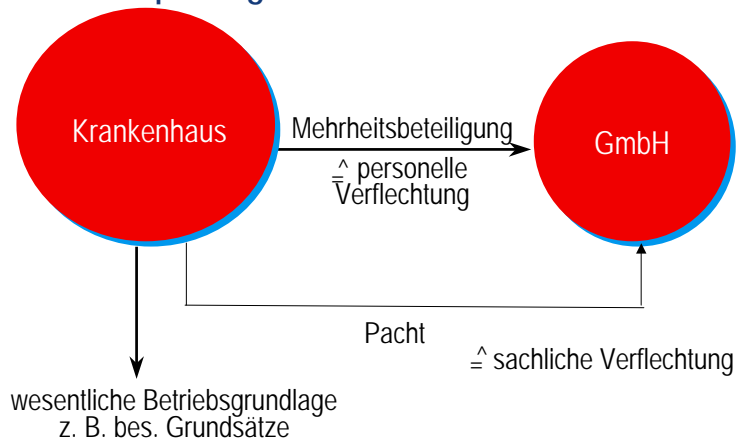 Krankenhaus
Mehrheitsbeteiligung
≙ personelle
Verflechtung
GmbH
Pacht
≙ sachliche Verflechtung
wesentliche Betriebsgrundlage
z. B. bes. Grundsätze